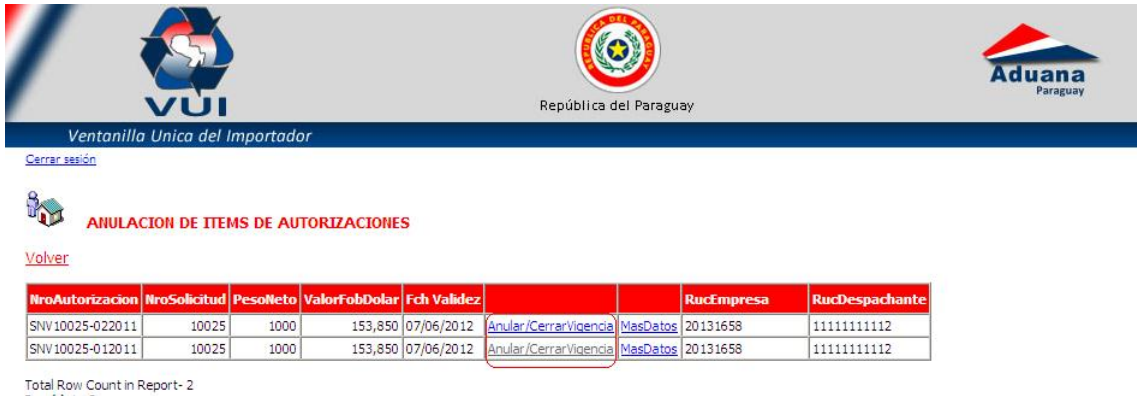 VUI
República del Paraguay
Aduana
Paraguay
Ventanilla Unica del Importador
Cerrar sesión
ANULACION DE ITEMS DE AUTORIZACIONES
Volver
NroAutorizacion NroSolicitud PesoNeto ValorFobDolar Fch Validez RucEmpresa RucDespachante
SNV10025-022011 10025 1000 153,850 07/06/2012 Anular/CerrarVigencia MasDatos 20131658 11111111112
SNV10025-012011 10025 1000 153,850 07/06/2012 Anular/CerrarVigencia MasDatos 20131658 11111111112
Total Row Count in Report- 2